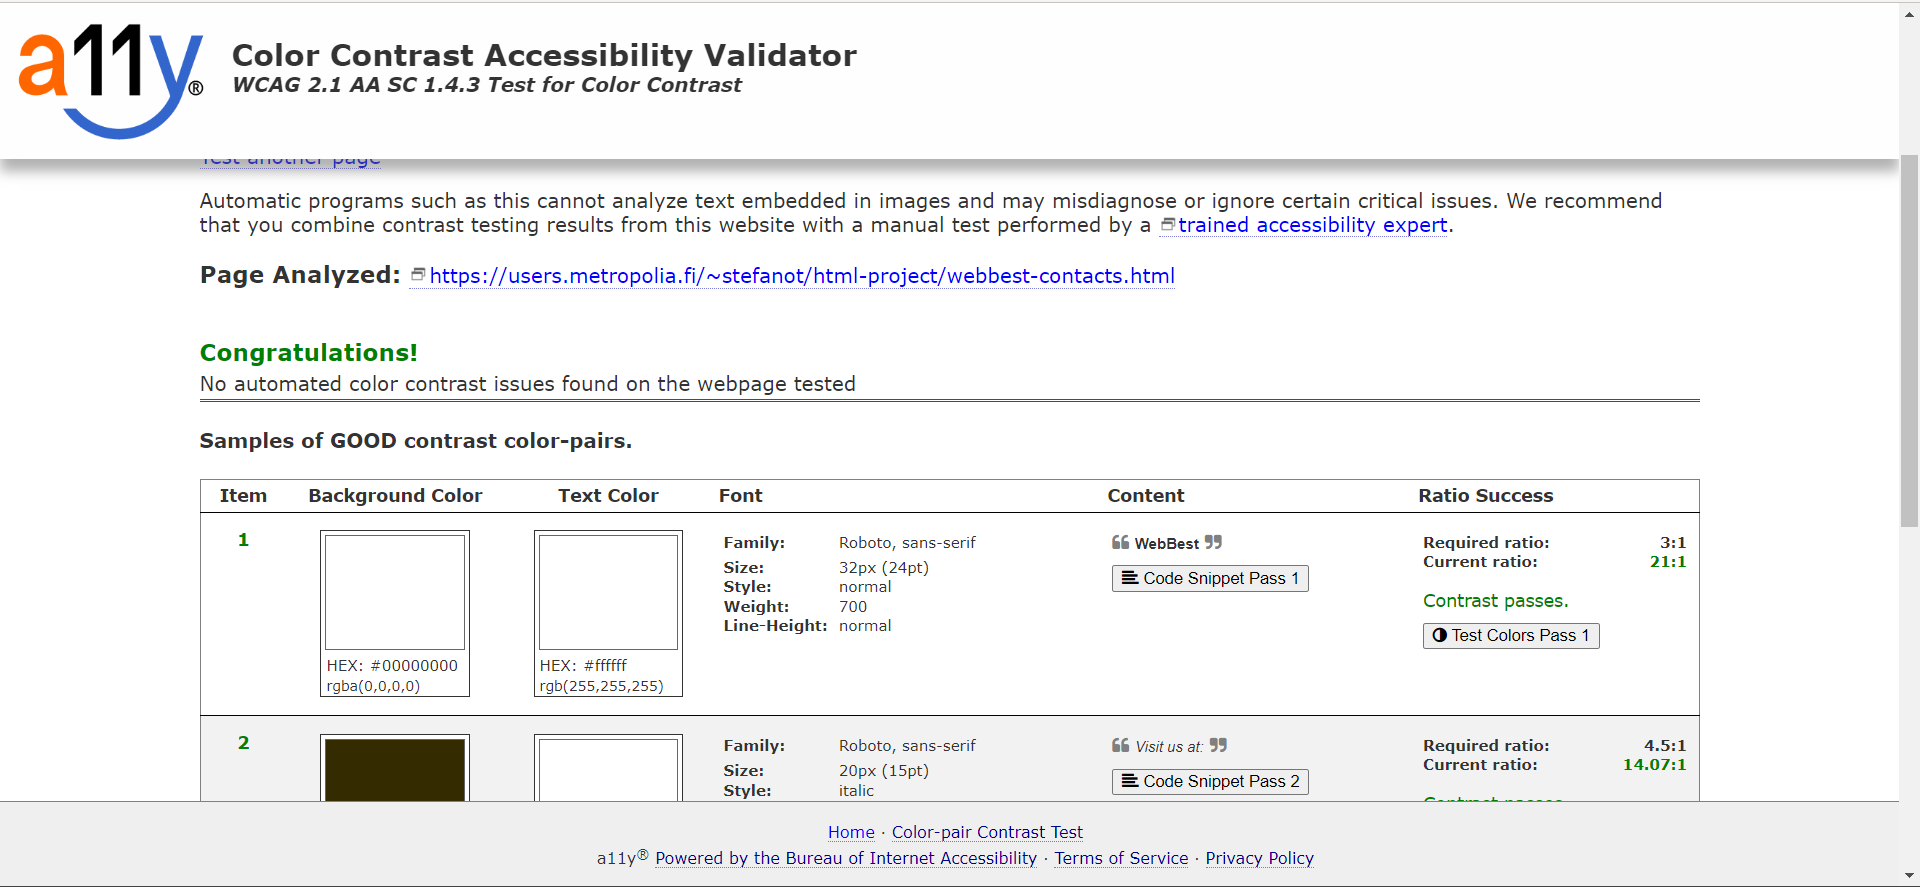 a11y®
Color Contrast Accessibility Validator
WCAG 2.1 AA SC 1.4.3 Test for Color Contrast
Test another page
Automatic programs such as this cannot analyze text embedded in images and may misdiagnose or ignore certain critical issues. We recommend
that you combine contrast testing results from this website with a manual test performed by a trained accessibility expert.
Page Analyzed: https://users.metropolia.fi/~stefanot/html-project/webbest-contacts.html
Congratulations!
No automated color contrast issues found on the webpage tested
Samples of GOOD contrast color-pairs.
Item Background Color Text Color Font Content Ratio Success
1
HEX: #00000000
rgba(0,0,0,0)
HEX: #ffffff
rgb(255,255,255)
Family: Roboto, sans-serif
Size: 32px (24pt)
Style: normal
Weight: 700
Line-Height: normal
❝ WebBest ❞
Code Snippet Pass 1
Required ratio: 3:1
Current ratio: 21:1
Contrast passes.
Test Colors Pass 1
2
Family: Roboto, sans-serif
Size: 20px (15pt)
Style: italic
❝ Visit us at: ❞
Code Snippet Pass 2
Required ratio: 4.5:1
Current ratio: 14.07:1
Contrast passes.
Home · Color-pair Contrast Test
a11y® Powered by the Bureau of Internet Accessibility · Terms of Service · Privacy Policy